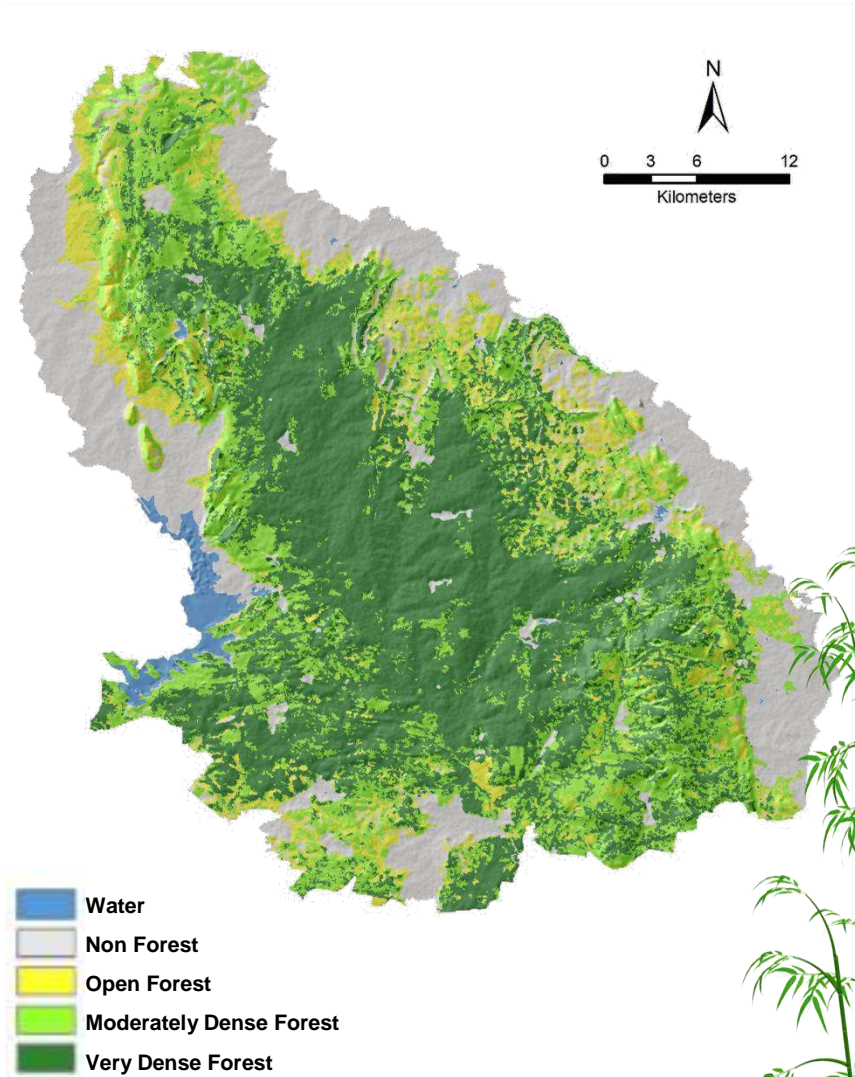 N
0 3 6 12
Kilometers
Water
Non Forest
Open Forest
Moderately Dense Forest
Very Dense Forest